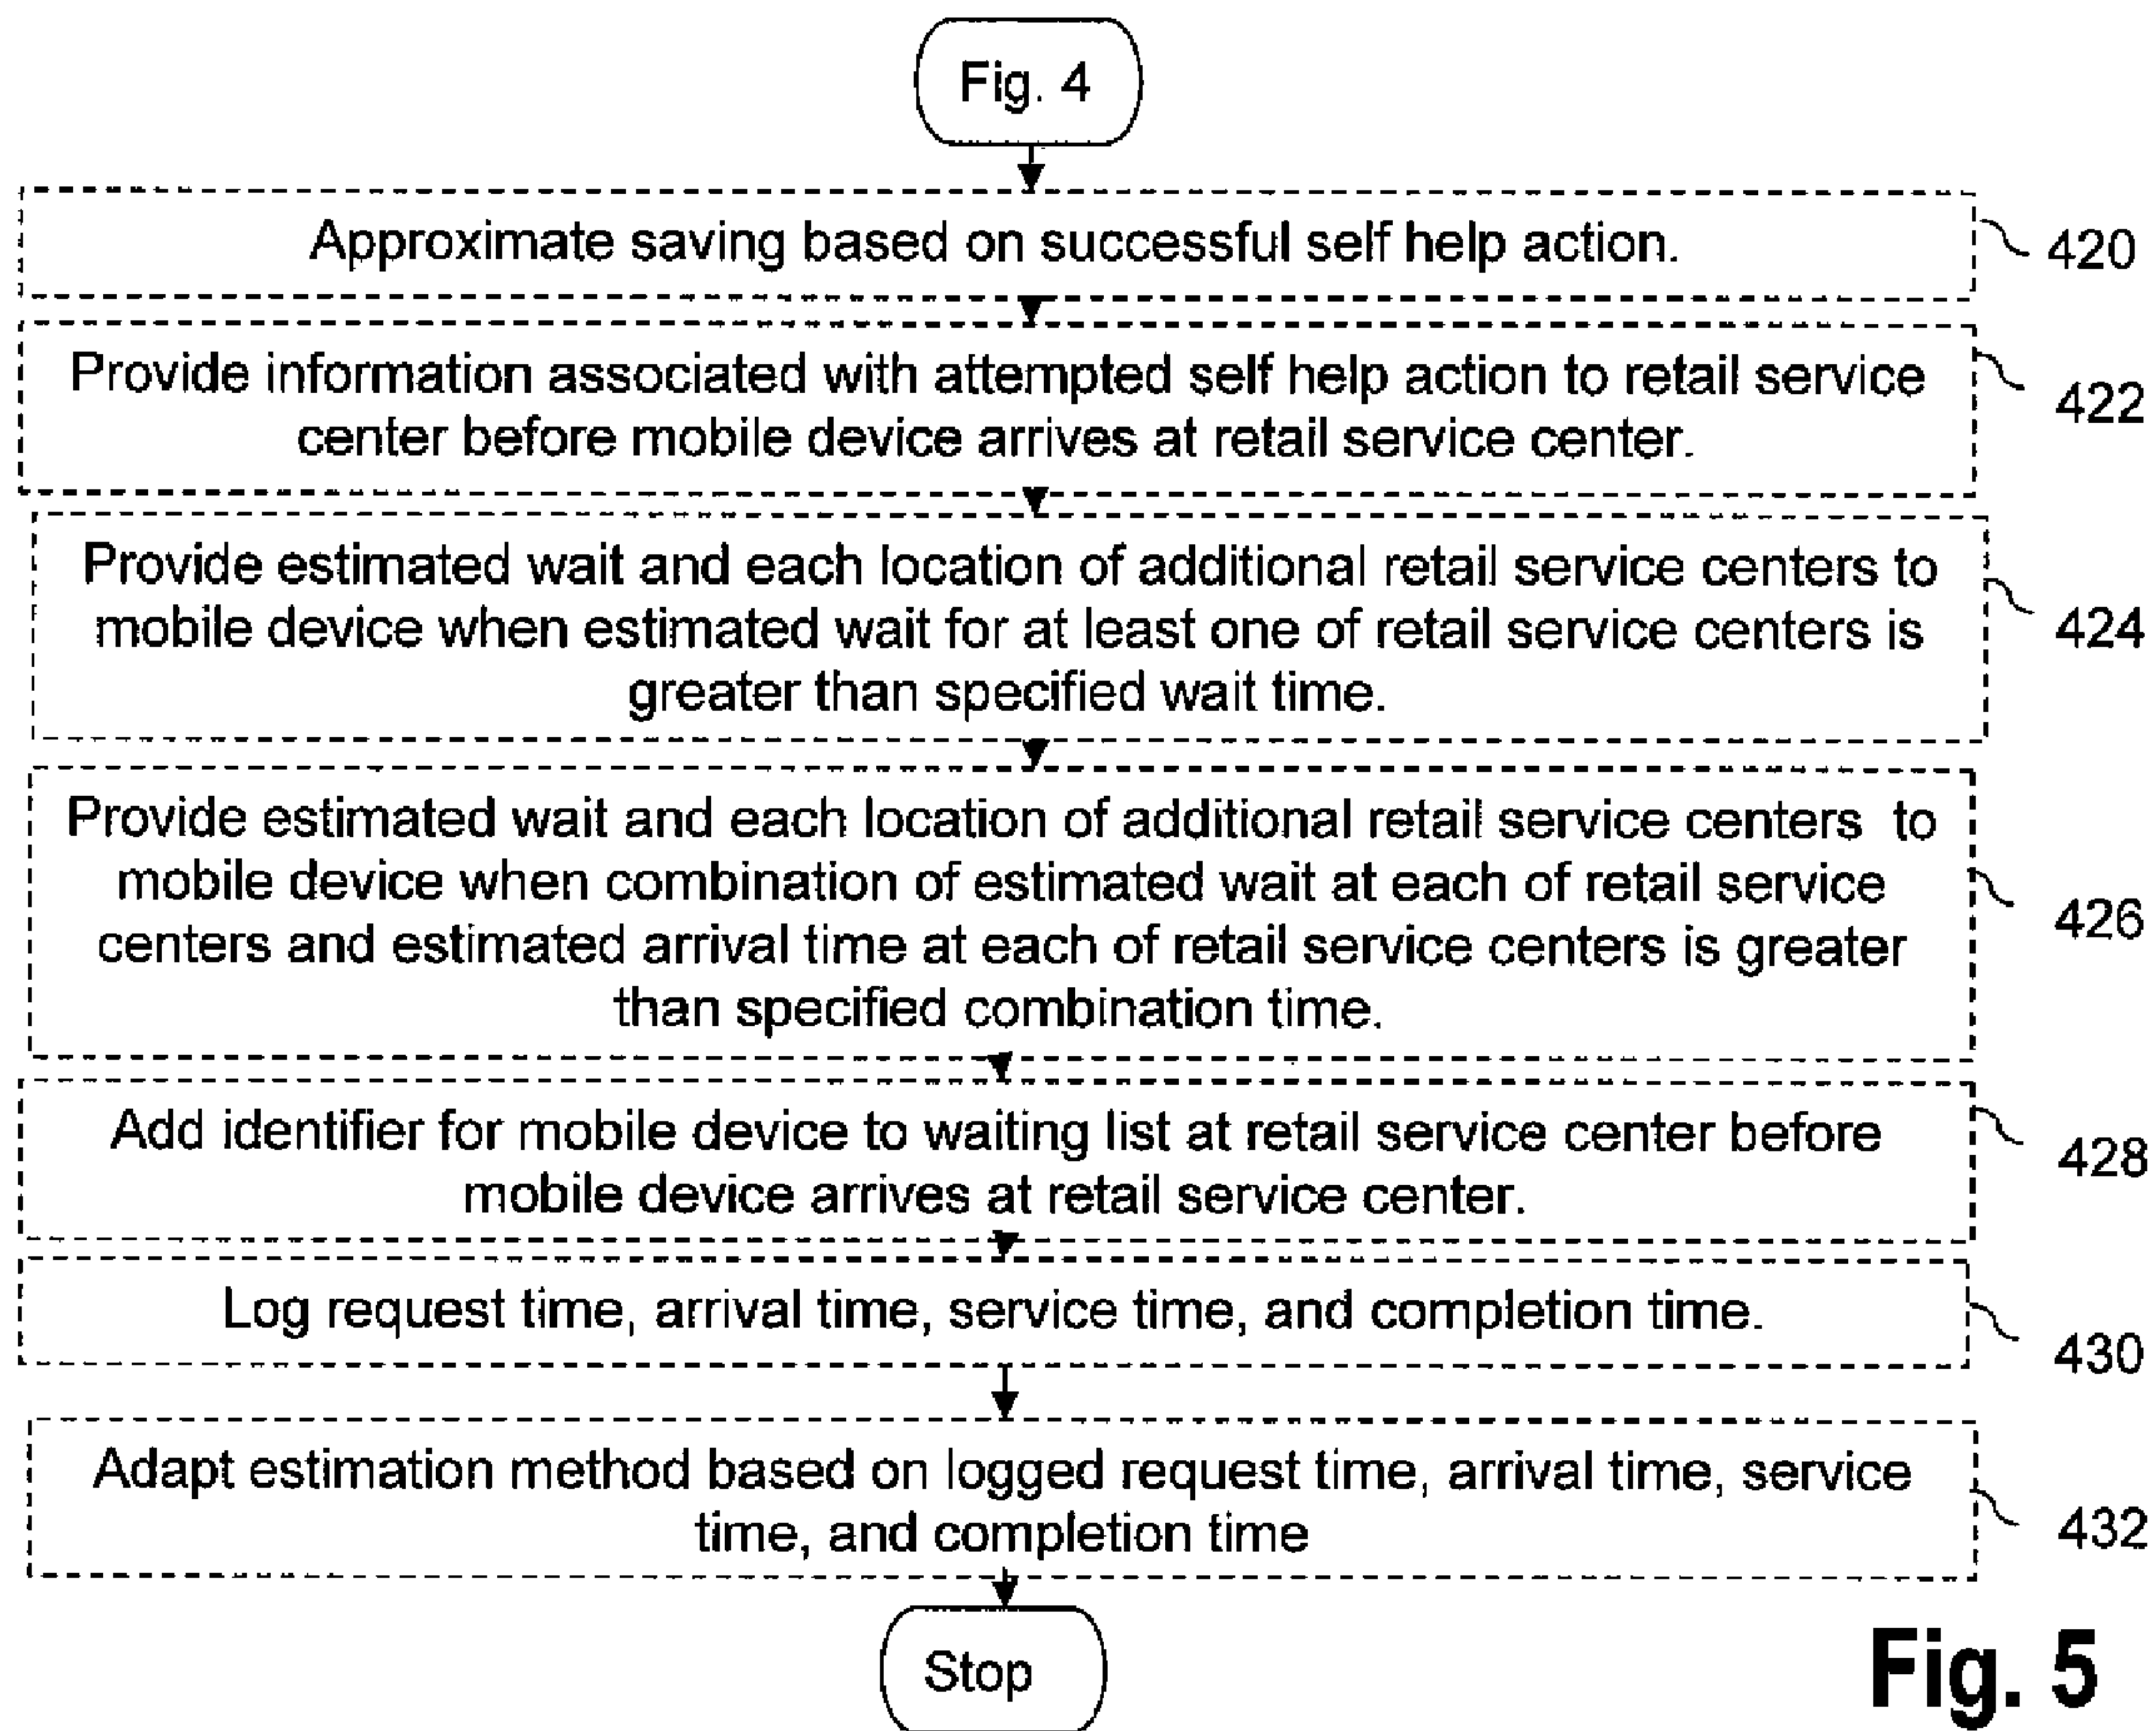 Fig. 4
Approximate saving based on successful self help action.
420
Provide information associated with attempted self help action to retail service
center before mobile device arrives at retail service center.
422
Provide estimated wait and each location of additional retail service centers to
mobile device when estimated wait for at least one of retail service centers is
greater than specified wait time.
424
Provide estimated wait and each location of additional retail service centers to
mobile device when combination of estimated wait at each of retail service
centers and estimated arrival time at each of retail service centers is greater
than specified combination time.
426
Add identifier for mobile device to waiting list at retail service center before
mobile device arrives at retail service center.
428
Log request time, arrival time, service time, and completion time.
430
Adapt estimation method based on logged request time, arrival time, service
time, and completion time
432
Stop
Fig. 5